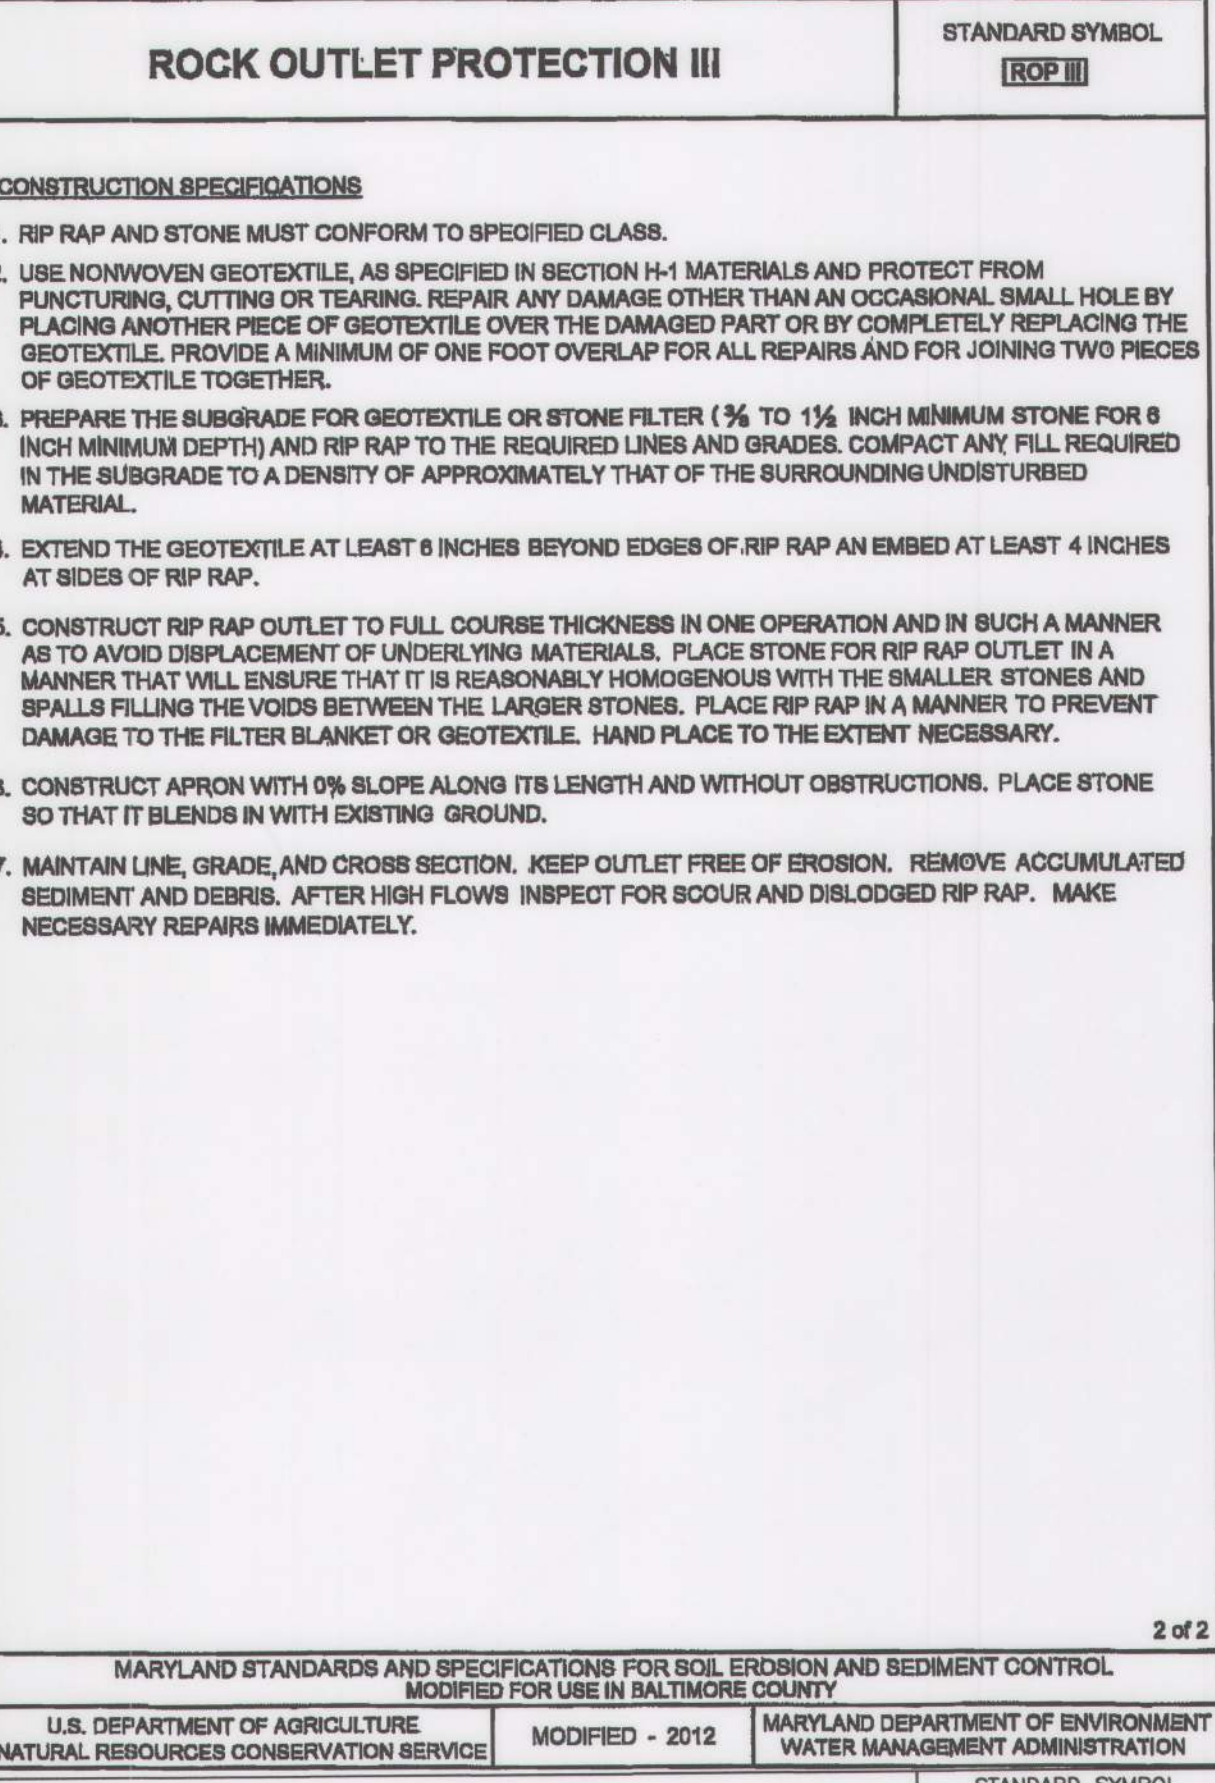 ROCK OUTLET PROTECTION III
STANDARD SYMBOL
ROP III
CONSTRUCTION SPECIFICATIONS
. RIP RAP AND STONE MUST CONFORM TO SPECIFIED CLASS.
. USE NONWOVEN GEOTEXTILE, AS SPECIFIED IN SECTION H-1 MATERIALS AND PROTECT FROM
PUNCTURING, CUTTING OR TEARING. REPAIR ANY DAMAGE OTHER THAN AN OCCASIONAL SMALL HOLE BY
PLACING ANOTHER PIECE OF GEOTEXTILE OVER THE DAMAGED PART OR BY COMPLETELY REPLACING THE
GEOTEXTILE. PROVIDE A MINIMUM OF ONE FOOT OVERLAP FOR ALL REPAIRS AND FOR JOINING TWO PIECES
OF GEOTEXTILE TOGETHER.
3. PREPARE THE SUBGRADE FOR GEOTEXTILE OR STONE FILTER ( ⅜ TO 1½ INCH MINIMUM STONE FOR 6
INCH MINIMUM DEPTH) AND RIP RAP TO THE REQUIRED LINES AND GRADES. COMPACT ANY FILL REQUIRED
IN THE SUBGRADE TO A DENSITY OF APPROXIMATELY THAT OF THE SURROUNDING UNDISTURBED
MATERIAL.
. EXTEND THE GEOTEXTILE AT LEAST 6 INCHES BEYOND EDGES OF RIP RAP AN EMBED AT LEAST 4 INCHES
AT SIDES OF RIP RAP.
5. CONSTRUCT RIP RAP OUTLET TO FULL COURSE THICKNESS IN ONE OPERATION AND IN SUCH A MANNER
AS TO AVOID DISPLACEMENT OF UNDERLYING MATERIALS. PLACE STONE FOR RIP RAP OUTLET IN A
MANNER THAT WILL ENSURE THAT IT IS REASONABLY HOMOGENOUS WITH THE SMALLER STONES AND
SPALLS FILLING THE VOIDS BETWEEN THE LARGER STONES. PLACE RIP RAP IN A MANNER TO PREVENT
DAMAGE TO THE FILTER BLANKET OR GEOTEXTILE. HAND PLACE TO THE EXTENT NECESSARY.
6. CONSTRUCT APRON WITH 0% SLOPE ALONG ITS LENGTH AND WITHOUT OBSTRUCTIONS. PLACE STONE
SO THAT IT BLENDS IN WITH EXISTING GROUND.
7. MAINTAIN LINE, GRADE, AND CROSS SECTION. KEEP OUTLET FREE OF EROSION. REMOVE ACCUMULATED
SEDIMENT AND DEBRIS. AFTER HIGH FLOWS INSPECT FOR SCOUR AND DISLODGED RIP RAP. MAKE
NECESSARY REPAIRS IMMEDIATELY.
2 of 2
MARYLAND STANDARDS AND SPECIFICATIONS FOR SOIL EROSION AND SEDIMENT CONTROL
MODIFIED FOR USE IN BALTIMORE COUNTY
U.S. DEPARTMENT OF AGRICULTURE
NATURAL RESOURCES CONSERVATION SERVICE
MODIFIED - 2012
MARYLAND DEPARTMENT OF ENVIRONMENT
WATER MANAGEMENT ADMINISTRATION
STANDARD SYMBOL